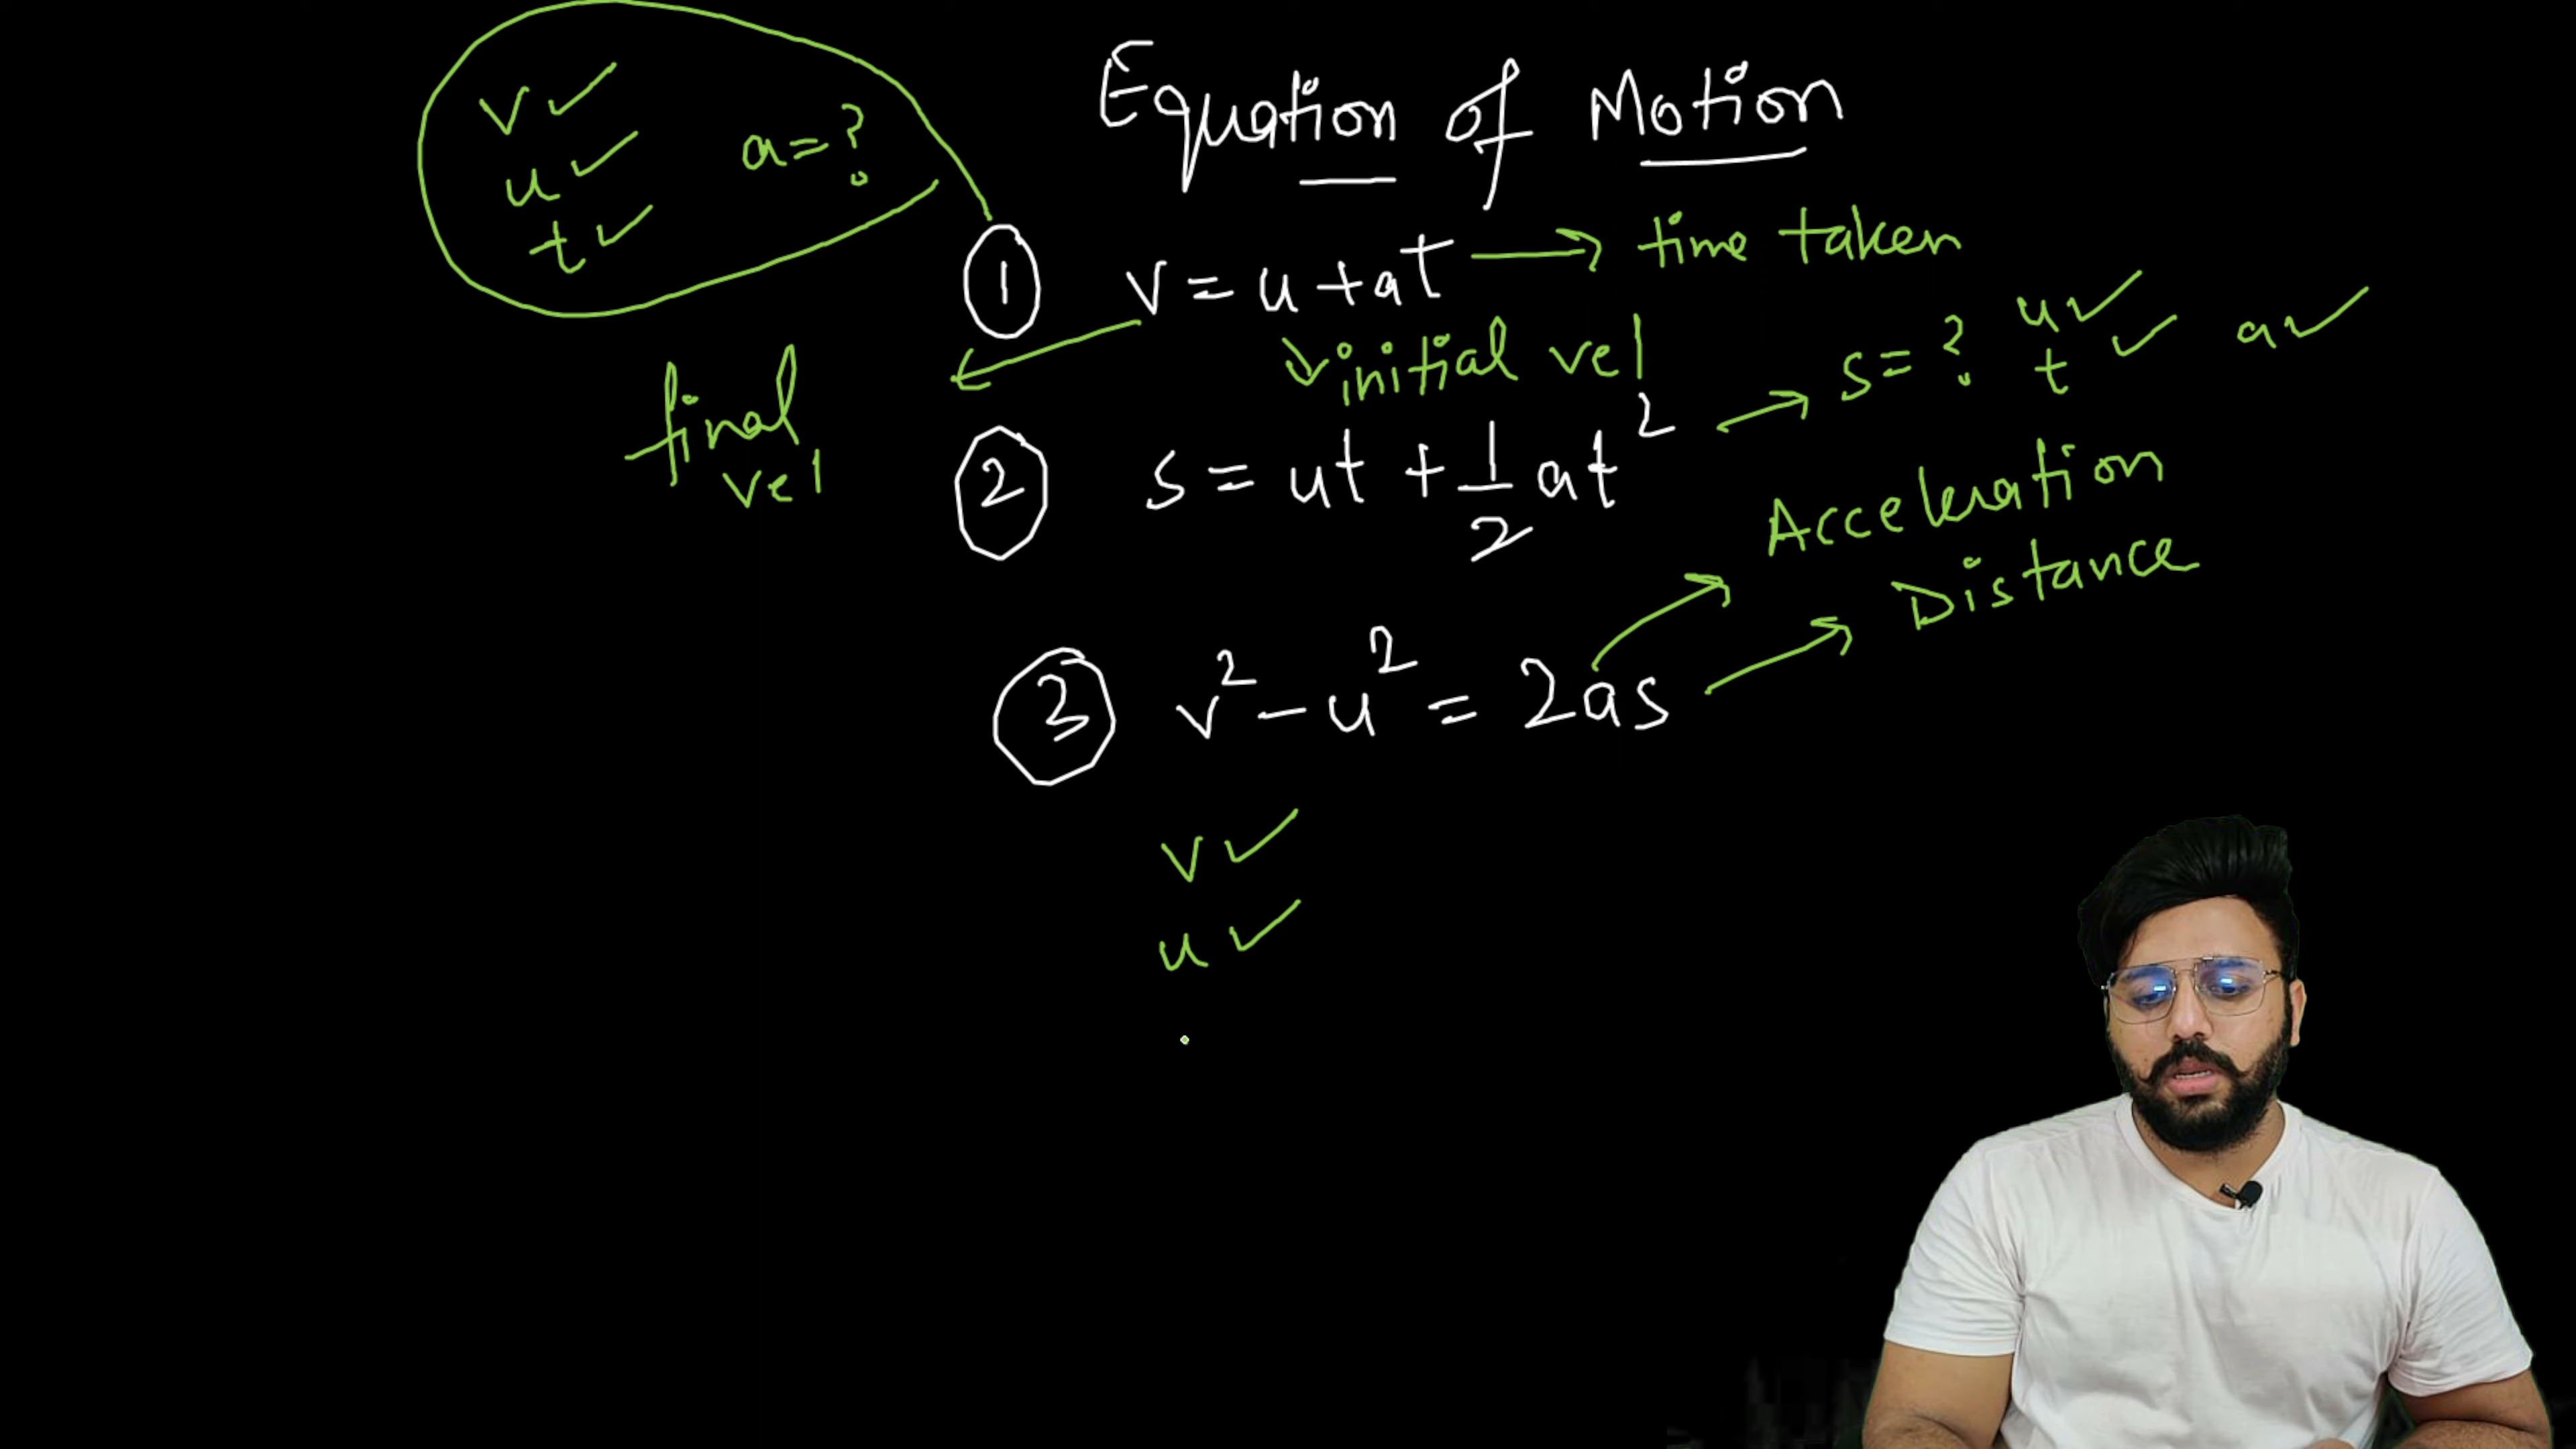 Equation of Motion
v ✓
u ✓ a = ?
t ✓
① v = u + at → time taken
final
vel
initial vel
② s = ut + 1/2 at² → s = ? u ✓ t ✓ a ✓
Acceleration
Distance
③ v² - u² = 2as
v ✓
u ✓